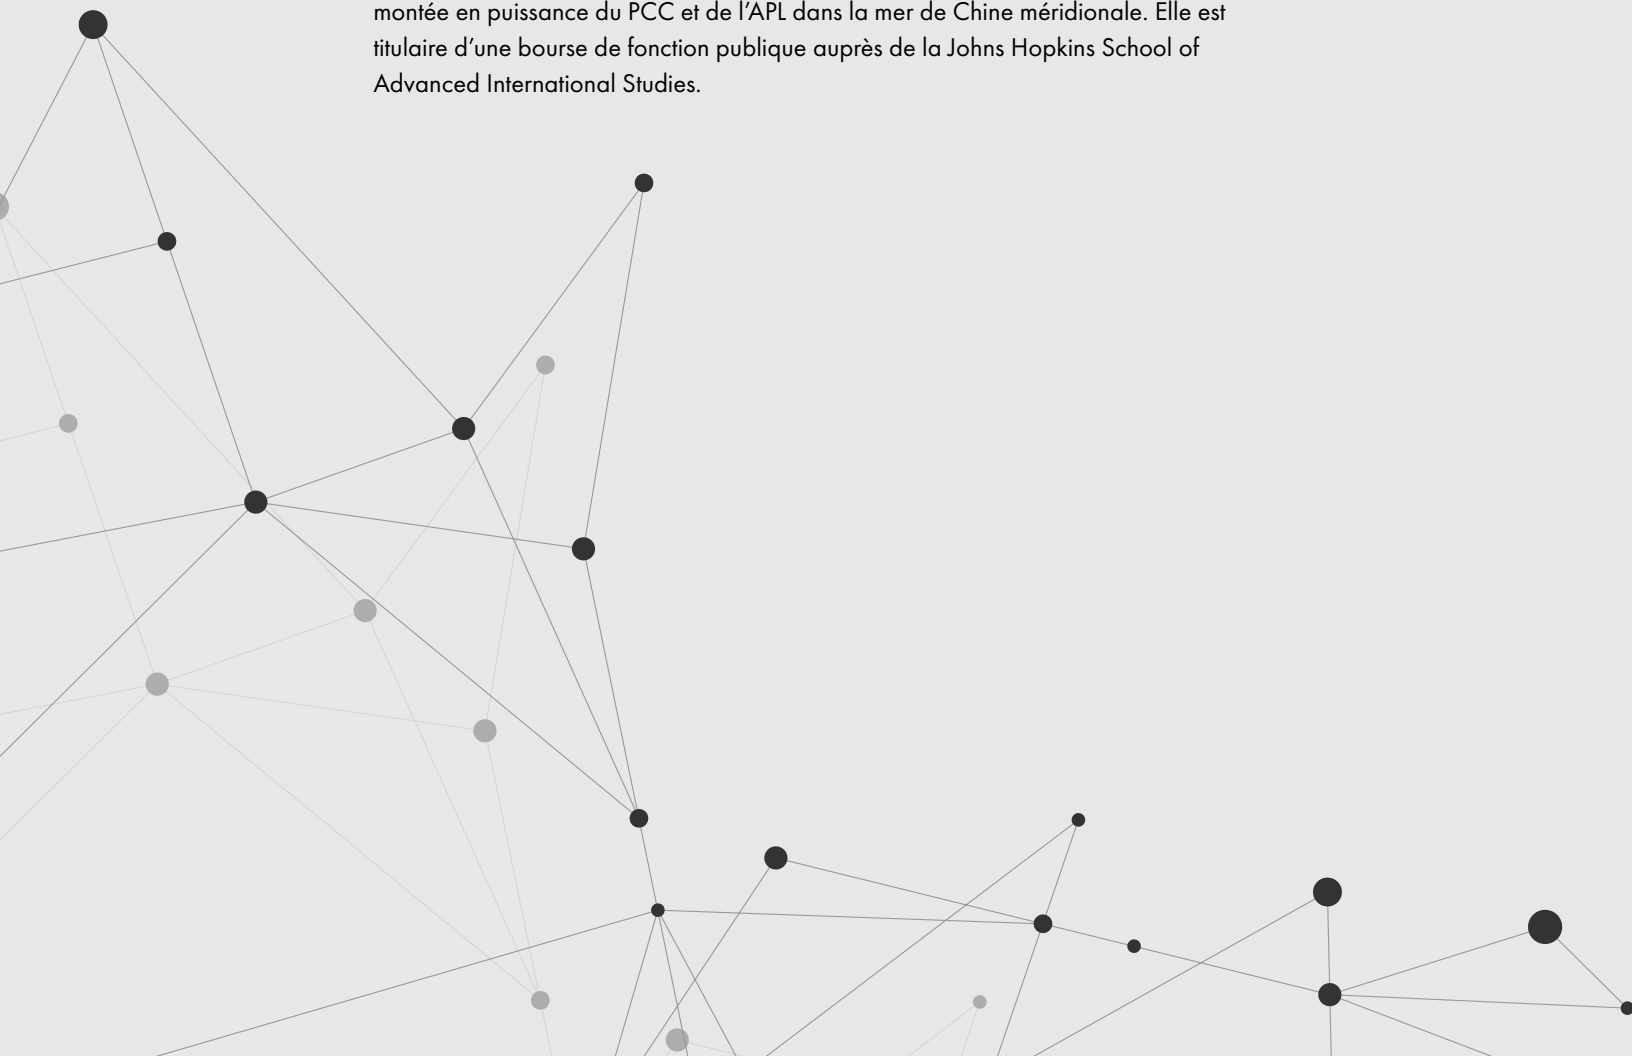 montée en puissance du PCC et de l’APL dans la mer de Chine méridionale. Elle est
titulaire d’une bourse de fonction publique auprès de la Johns Hopkins School of
Advanced International Studies.